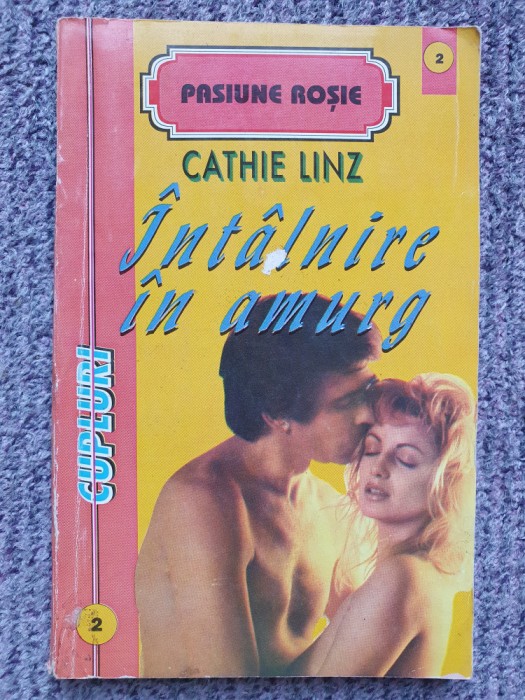 PASIUNE ROȘIE
2
CATHIE LINZ
Întâlnire
în amurg
CUPLURI
2